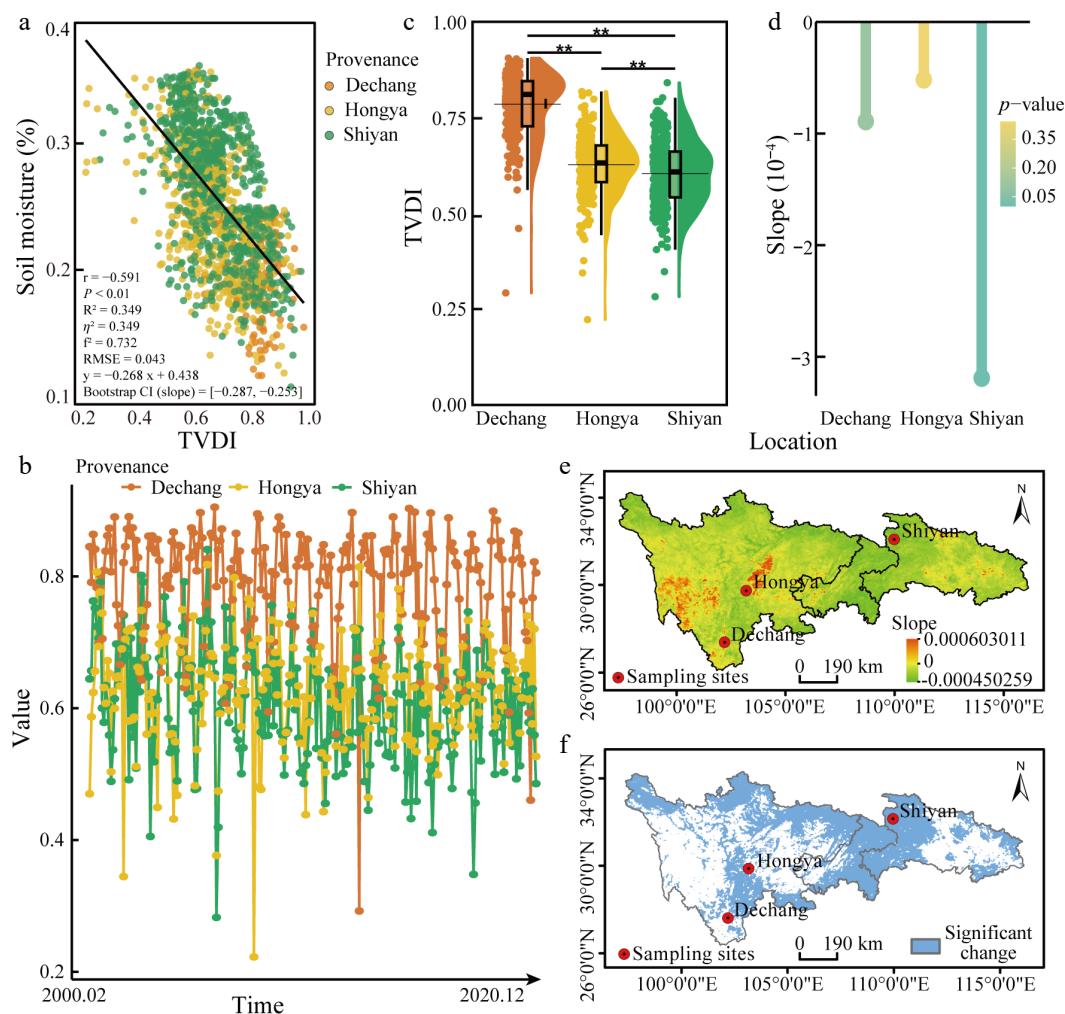 a
0.4
0.3
0.2
0.1
Soil moisture (%)
r = −0.591
P < 0.01
R² = 0.349
η² = 0.349
f² = 0.732
RMSE = 0.043
y = −0.268 x + 0.438
Bootstrap CI (slope) = [−0.287, −0.253]
0.2 0.4 0.6 0.8 1.0
TVDI
Provenance
Dechang
Hongya
Shiyan
c
1.00
0.75
0.50
0.25
0.00
TVDI
**
** **
Dechang Hongya Shiyan
d
0
−1
−2
−3
Slope (10⁻⁴)
p−value
0.35
0.20
0.05
Dechang Hongya Shiyan
Location
b
Provenance
Dechang Hongya Shiyan
0.8
0.6
0.4
0.2
Value
2000.02 2020.12
Time
e
34°0'0"N
30°0'0"N
26°0'0"N
N
Shiyan
Hongya
Dechang
Slope
0.000603011
0
-0.000450259
0 190 km
Sampling sites
100°0'0"E 105°0'0"E 110°0'0"E 115°0'0"E
f
34°0'0"N
30°0'0"N
26°0'0"N
N
Shiyan
Hongya
Dechang
0 190 km
Significant
change
Sampling sites
100°0'0"E 105°0'0"E 110°0'0"E 115°0'0"E